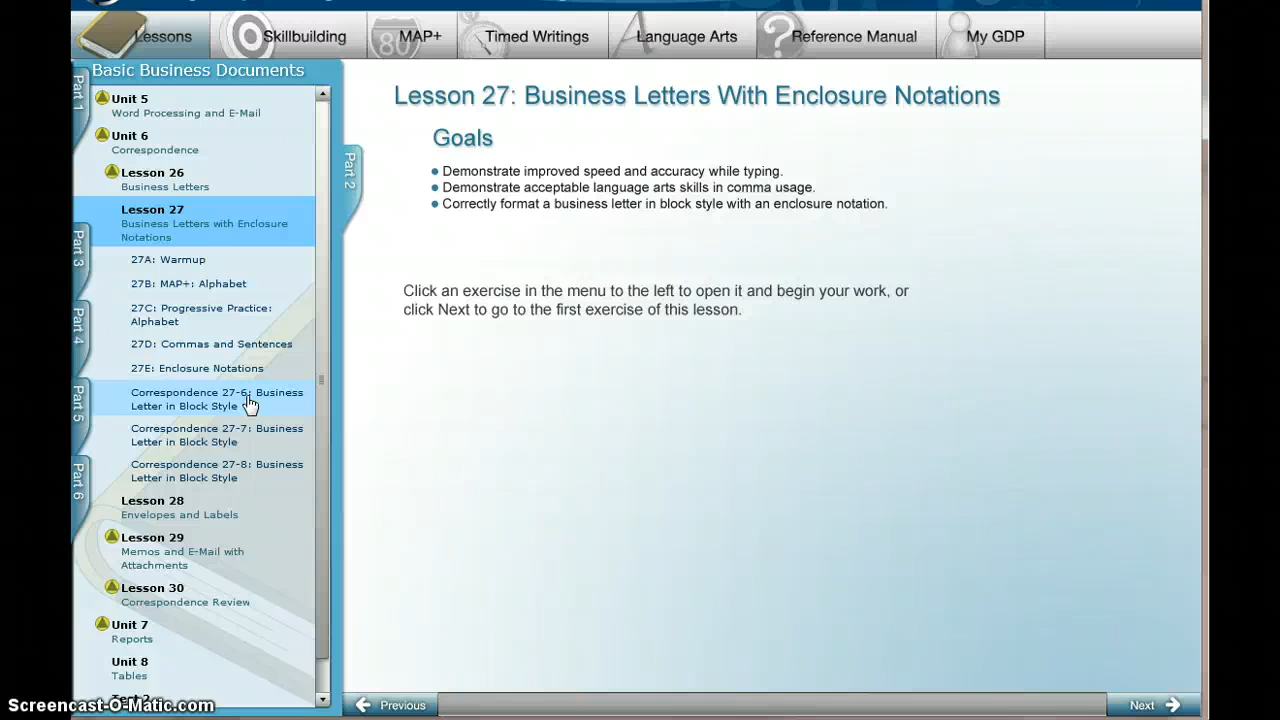 Lessons
Skillbuilding
MAP+
80
Timed Writings
Language Arts
Reference Manual
My GDP
Basic Business Documents
Part 1
Part 2
Part 3
Part 4
Part 5
Part 6
Unit 5
Word Processing and E-Mail
Unit 6
Correspondence
Lesson 26
Business Letters
Lesson 27
Business Letters with Enclosure
Notations
27A: Warmup
27B: MAP+: Alphabet
27C: Progressive Practice:
Alphabet
27D: Commas and Sentences
27E: Enclosure Notations
Correspondence 27-6: Business
Letter in Block Style
Correspondence 27-7: Business
Letter in Block Style
Correspondence 27-8: Business
Letter in Block Style
Lesson 28
Envelopes and Labels
Lesson 29
Memos and E-Mail with
Attachments
Lesson 30
Correspondence Review
Unit 7
Reports
Unit 8
Tables
Test 2
Lesson 27: Business Letters With Enclosure Notations
Goals
Demonstrate improved speed and accuracy while typing.
Demonstrate acceptable language arts skills in comma usage.
Correctly format a business letter in block style with an enclosure notation.
Click an exercise in the menu to the left to open it and begin your work, or
click Next to go to the first exercise of this lesson.
Previous
Next
Screencast-O-Matic.com